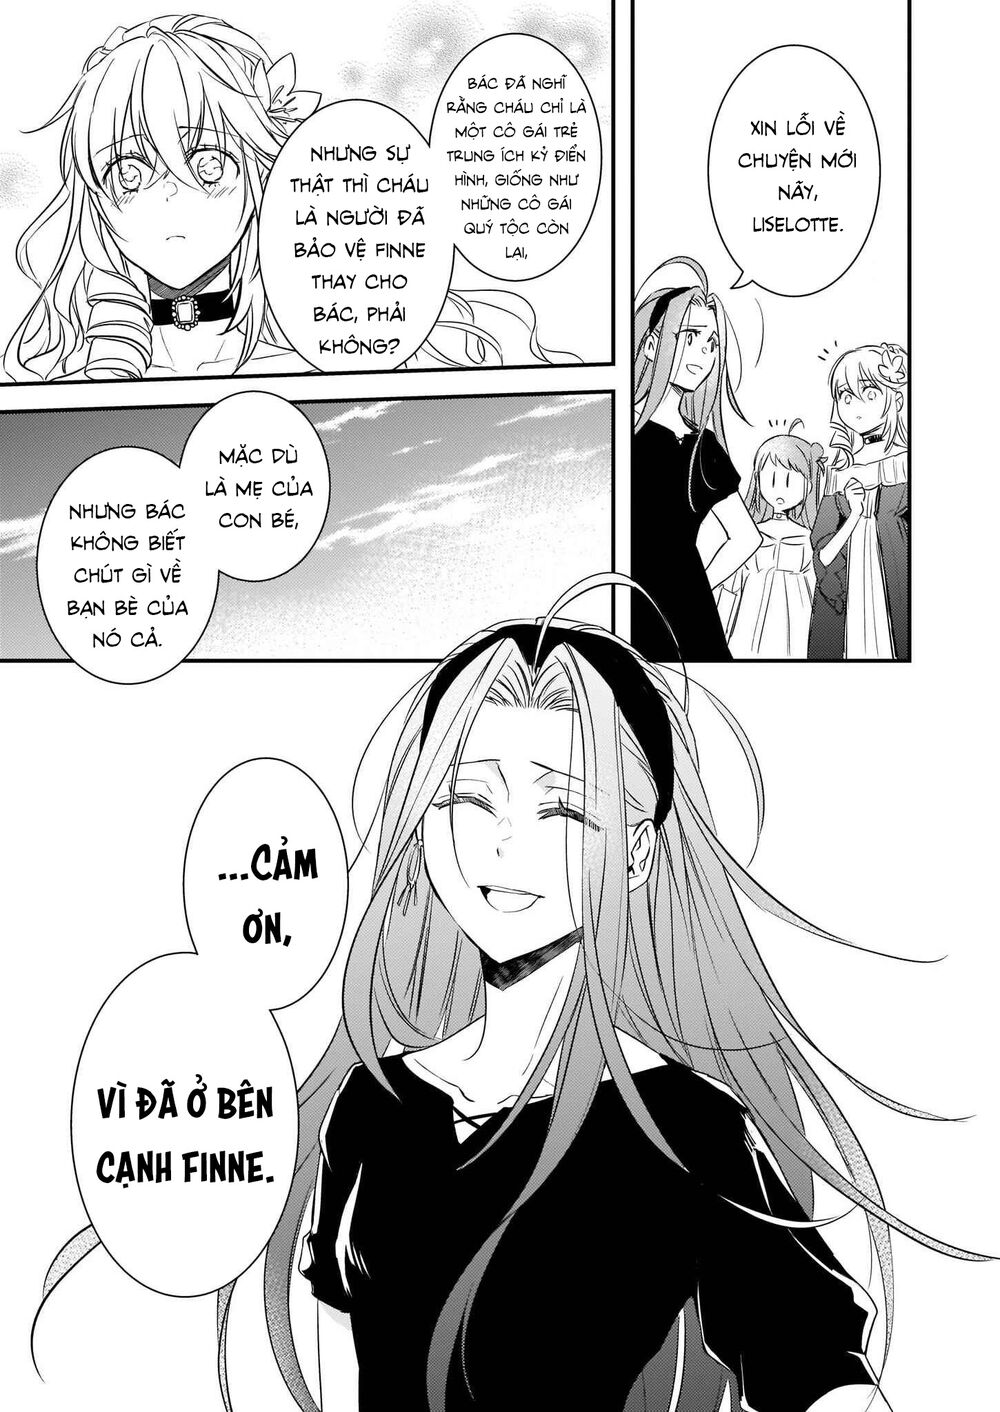 XIN LỖI VỀ
CHUYỆN MỚI
NÃY,
LISELOTTE.
BÁC ĐÃ NGHĨ
RẰNG CHÁU CHỈ LÀ
MỘT CÔ GÁI TRẺ
TRUNG ÍCH KỶ ĐIỂN
HÌNH, GIỐNG NHƯ
NHỮNG CÔ GÁI
QUÝ TỘC CÒN
LẠI,
NHƯNG SỰ
THẬT THÌ CHÁU
LÀ NGƯỜI ĐÃ
BẢO VỆ FINNE
THAY CHO
BÁC, PHẢI
KHÔNG?
MẶC DÙ
LÀ MẸ CỦA
CON BÉ,
NHƯNG BÁC
KHÔNG BIẾT
CHÚT GÌ VỀ
BẠN BÈ CỦA
NÓ CẢ.
...CẢM
ƠN,
VÌ ĐÃ Ở BÊN
CẠNH FINNE.